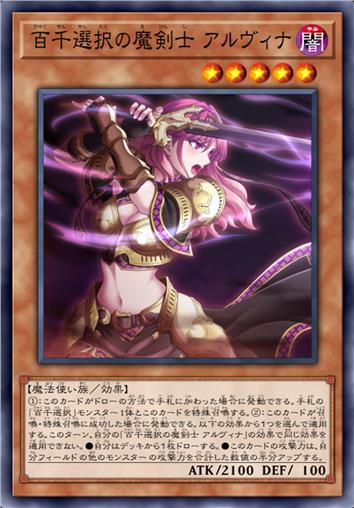 百千選択の魔剣士 アルヴィナ
闇
【魔法使い族／効果】
①:このカードがドローの方法で手札に加わった場合に発動できる。手札の
「百千選択」モンスター1体とこのカードを特殊召喚する。②:このカードが召
喚・特殊召喚に成功した場合に発動できる。以下の効果から1つを選んで適用
する。このターン、自分の「百千選択の魔剣士 アルヴィナ」の効果で同じ効果を
適用できない。●自分はデッキから1枚ドローする。●このカードの攻撃力は、自
分フィールドの他のモンスターの攻撃力を合計した数値の半分アップする。
ATK/2100 DEF/ 100